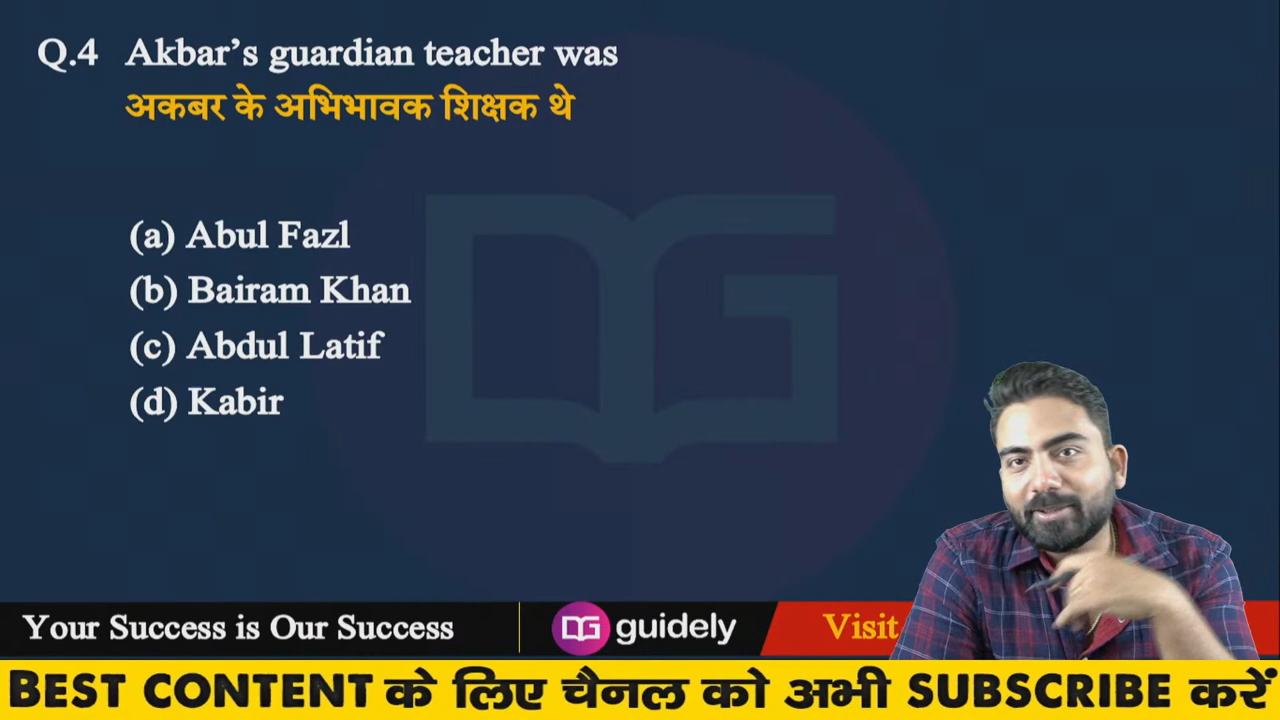 Q.4 Akbar’s guardian teacher was
अकबर के अभिभावक शिक्षक थे
(a) Abul Fazl
(b) Bairam Khan
(c) Abdul Latif
(d) Kabir
Your Success is Our Success
DG guidely
Visit
BEST CONTENT के लिए चैनल को अभी SUBSCRIBE करें